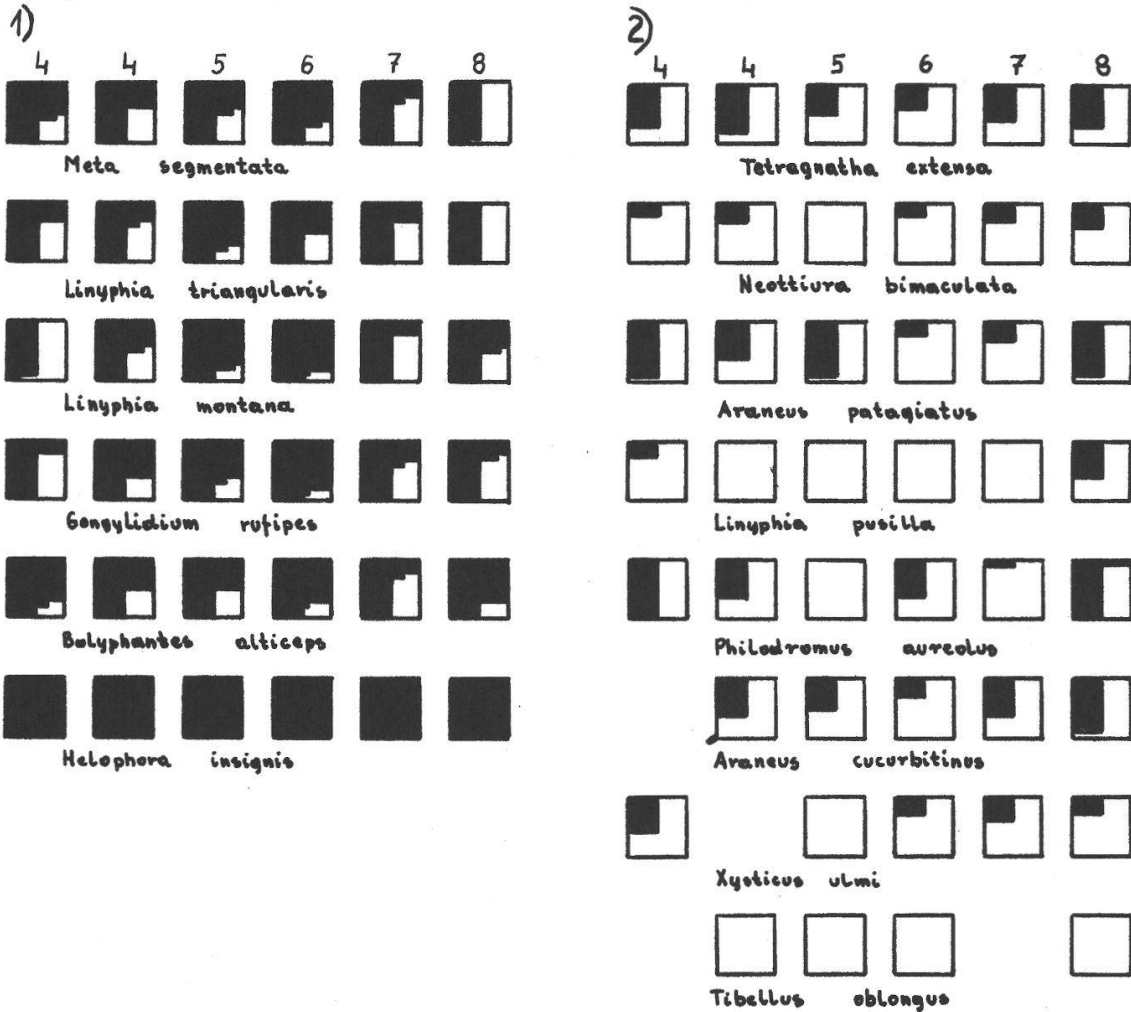 1)
4 4 5 6 7 8
Meta segmentata
Linyphia triangularis
Linyphia montana
Gongylidium rufipes
Bolyphantes alticeps
Helophora insignis
2)
4 4 5 6 7 8
Tetragnatha extensa
Neottiura bimaculata
Araneus patagiatus
Linyphia pusilla
Philodromus aureolus
Araneus cucurbitinus
Xysticus ulmi
Tibellus oblongus